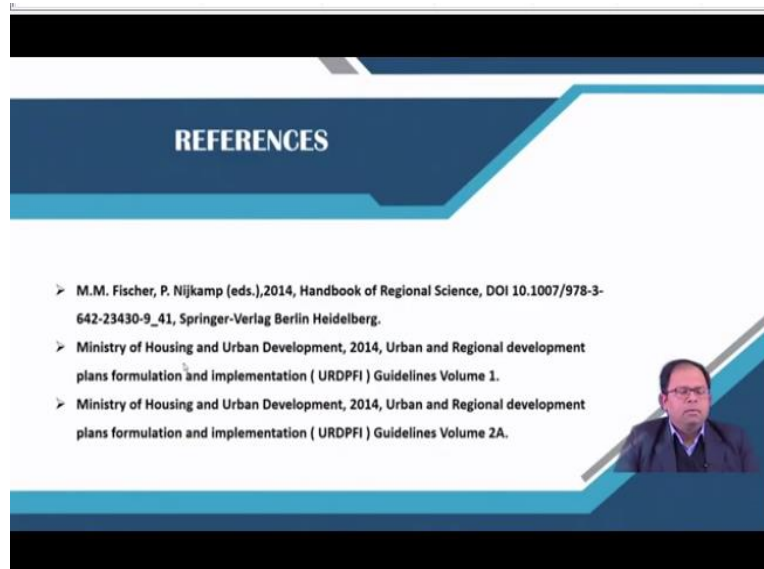 REFERENCES
➢ M.M. Fischer, P. Nijkamp (eds.),2014, Handbook of Regional Science, DOI 10.1007/978-3-
642-23430-9_41, Springer-Verlag Berlin Heidelberg.
➢ Ministry of Housing and Urban Development, 2014, Urban and Regional development
plans formulation and implementation ( URDPFI ) Guidelines Volume 1.
➢ Ministry of Housing and Urban Development, 2014, Urban and Regional development
plans formulation and implementation ( URDPFI ) Guidelines Volume 2A.